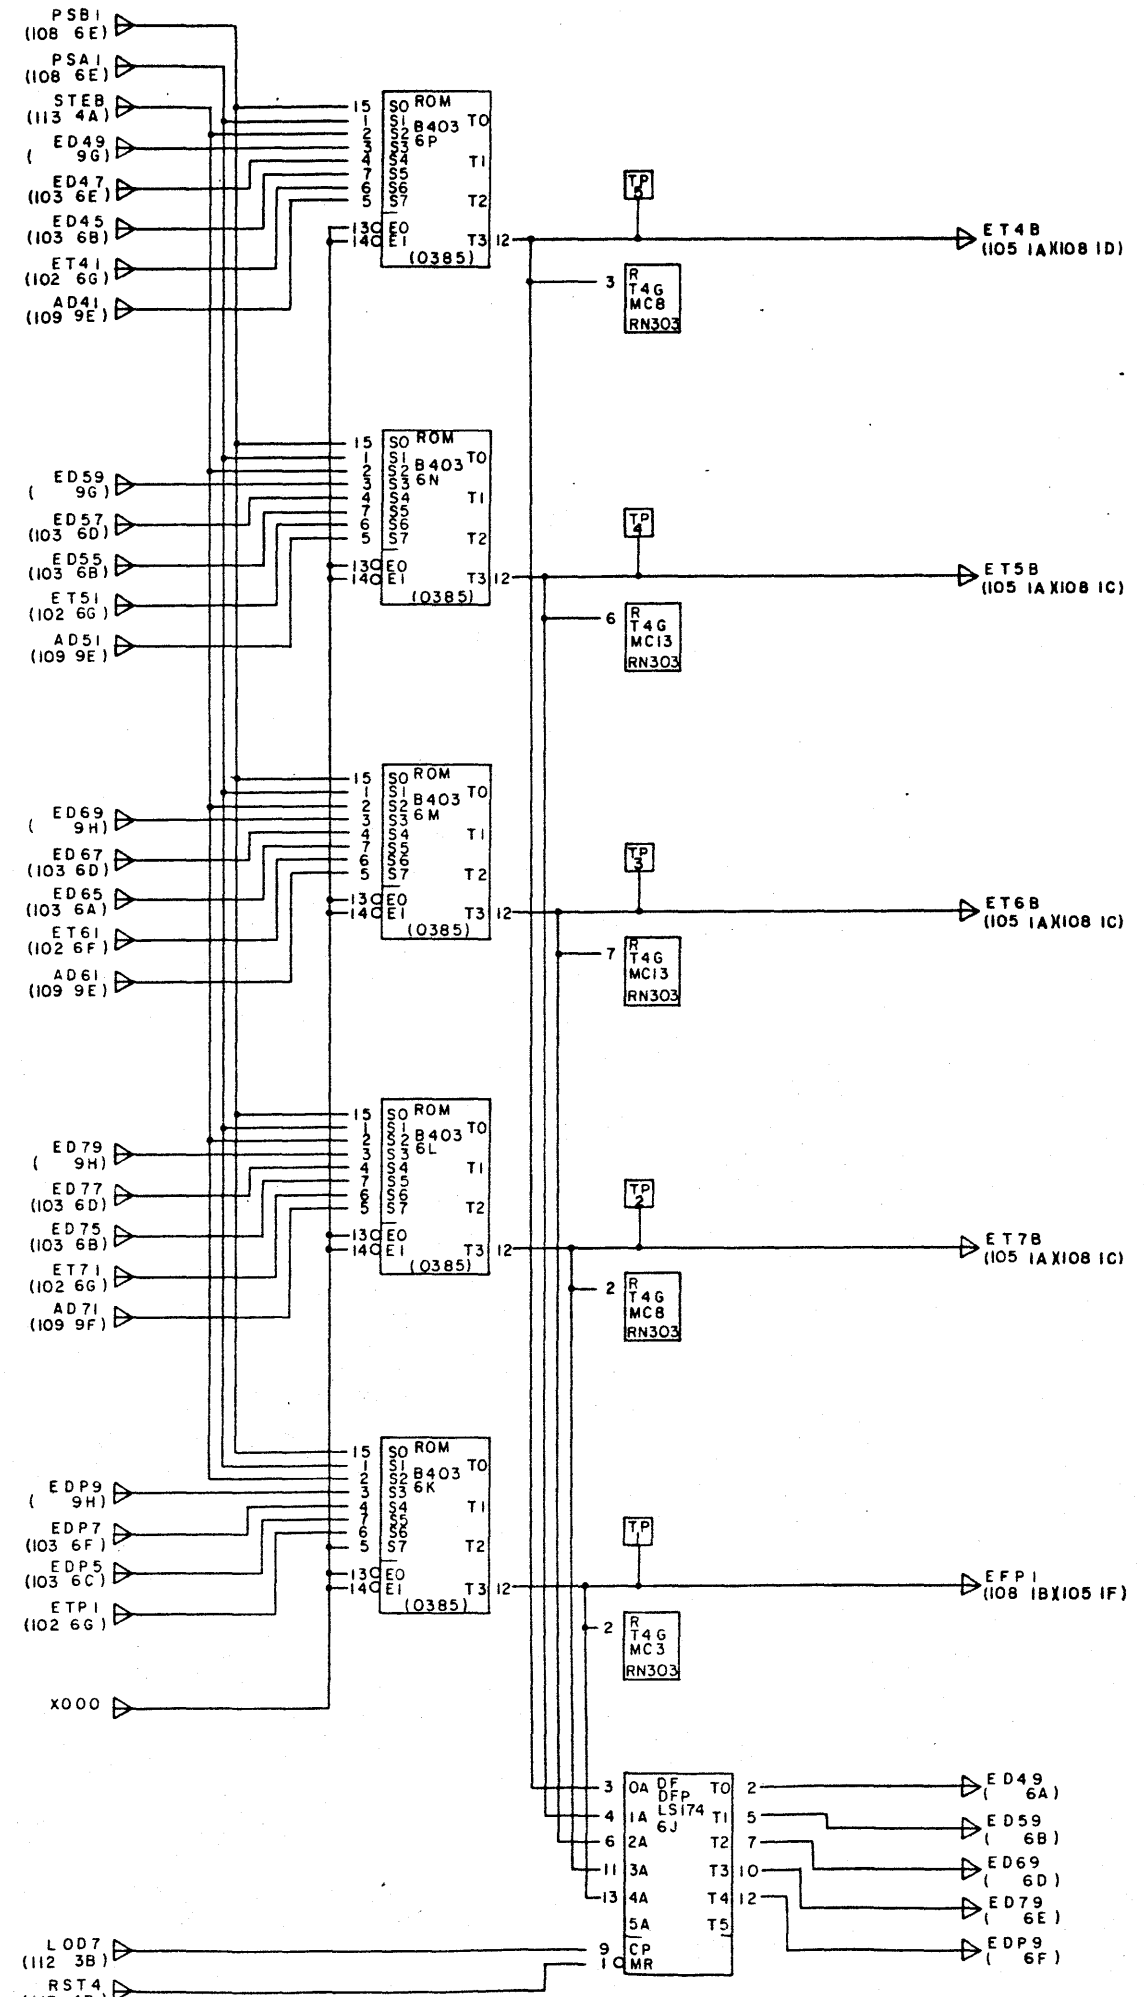 PSB1
(108 6E)
PSA1
(108 6E)
STEB
(113 4A)
ED49
( 9G)
ED47
(103 6E)
ED45
(103 6B)
ET41
(102 6G)
AD41
(109 9E)
15 S0 ROM
1 S1 T0
2 S2 B403
3 S3 6P
4 S4 T1
7 S5
6 S6
5 S7 T2
13 E0
14 E1 T3 12
(0385)
TP
5
ET4B
(105 1A)(108 1D)
3 R
T4G
MC8
RN303
ED59
( 9G)
ED57
(103 6D)
ED55
(103 6B)
ET51
(102 6G)
AD51
(109 9E)
15 S0 ROM
1 S1 T0
2 S2 B403
3 S3 6N
4 S4 T1
7 S5
6 S6
5 S7 T2
13 E0
14 E1 T3 12
(0385)
TP
4
ET5B
(105 1A)(108 1C)
6 R
T4G
MC13
RN303
ED69
( 9H)
ED67
(103 6D)
ED65
(103 6A)
ET61
(102 6F)
AD61
(109 9E)
15 S0 ROM
1 S1 T0
2 S2 B403
3 S3 6M
4 S4 T1
7 S5
6 S6
5 S7 T2
13 E0
14 E1 T3 12
(0385)
TP
3
ET6B
(105 1A)(108 1C)
7 R
T4G
MC13
RN303
ED79
( 9H)
ED77
(103 6D)
ED75
(103 6B)
ET71
(102 6G)
AD71
(109 9F)
15 S0 ROM
1 S1 T0
2 S2 B403
3 S3 6L
4 S4 T1
7 S5
6 S6
5 S7 T2
13 E0
14 E1 T3 12
(0385)
TP
2
ET7B
(105 1A)(108 1C)
2 R
T4G
MC8
RN303
EDP9
( 9H)
EDP7
(103 6F)
EDP5
(103 6C)
ETP1
(102 6G)
X000
15 S0 ROM
1 S1 T0
2 S2 B403
3 S3 6K
4 S4 T1
7 S5
6 S6
5 S7 T2
13 E0
14 E1 T3 12
(0385)
TP
1
EFP1
(108 1B)(105 1F)
2 R
T4G
MC3
RN303
3 0A DF T0 2
DFP
4 1A LS174 T1 5
6J
6 2A T2 7
11 3A T3 10
13 4A T4 12
5A T5
9 CP
1 MR
ED49
( 6A)
ED59
( 6B)
ED69
( 6D)
ED79
( 6E)
EDP9
( 6F)
LOD7
(112 3B)
RST4